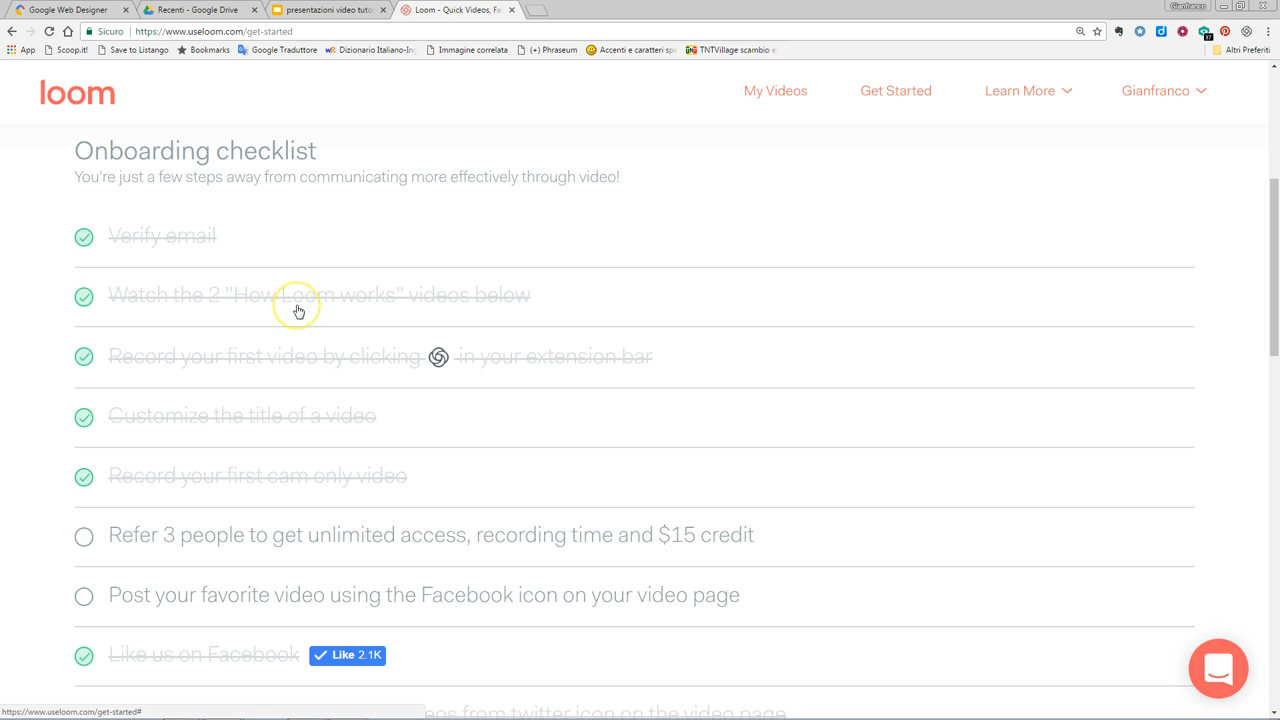 Google Web Designer
Recenti - Google Drive
presentazioni video tuto
Loom - Quick Videos, Fa
Gianfranco
Sicuro
https://www.useloom.com/get-started
App
Scoop.it!
Save to Listango
Bookmarks
Google Traduttore
Dizionario Italiano-Ing
Immagine correlata
(+) Phraseum
Accenti e caratteri spe
TNTVillage scambio e
Altri Preferiti
loom
My Videos
Get Started
Learn More
Gianfranco
Onboarding checklist
You're just a few steps away from communicating more effectively through video!
Verify email
Watch the 2 "How Loom works" videos below
Record your first video by clicking in your extension bar
Customize the title of a video
Record your first cam only video
Refer 3 people to get unlimited access, recording time and $15 credit
Post your favorite video using the Facebook icon on your video page
Like us on Facebook
Like 2.1K
eos from twitter icon on the video page
https://www.useloom.com/get-started#